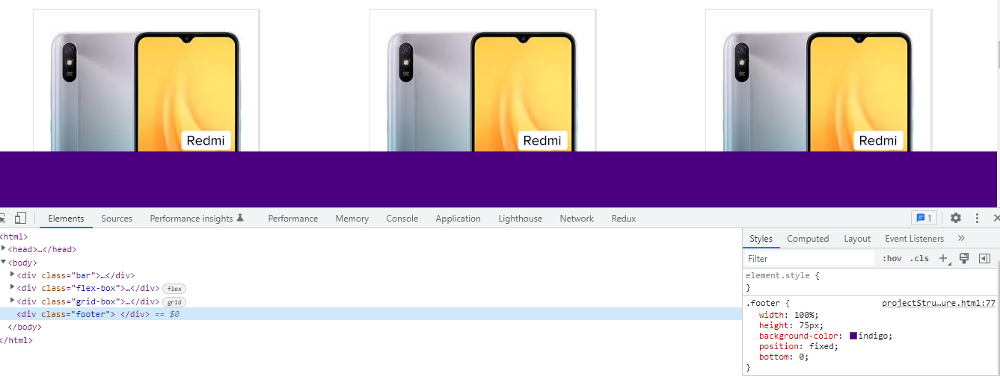 Redmi Redmi Redmi
Elements Sources Performance insights Performance Memory Console Application Lighthouse Network Redux 1
<html>
<head>…</head>
<body>
<div class="bar">…</div>
<div class="flex-box">…</div> flex
<div class="grid-box">…</div> grid
<div class="footer"> </div> == $0
</body>
</html>
Styles Computed Layout Event Listeners
Filter :hov .cls
element.style {
}
.footer { projectStru…ure.html:77
width: 100%;
height: 75px;
background-color: indigo;
position: fixed;
bottom: 0;
}